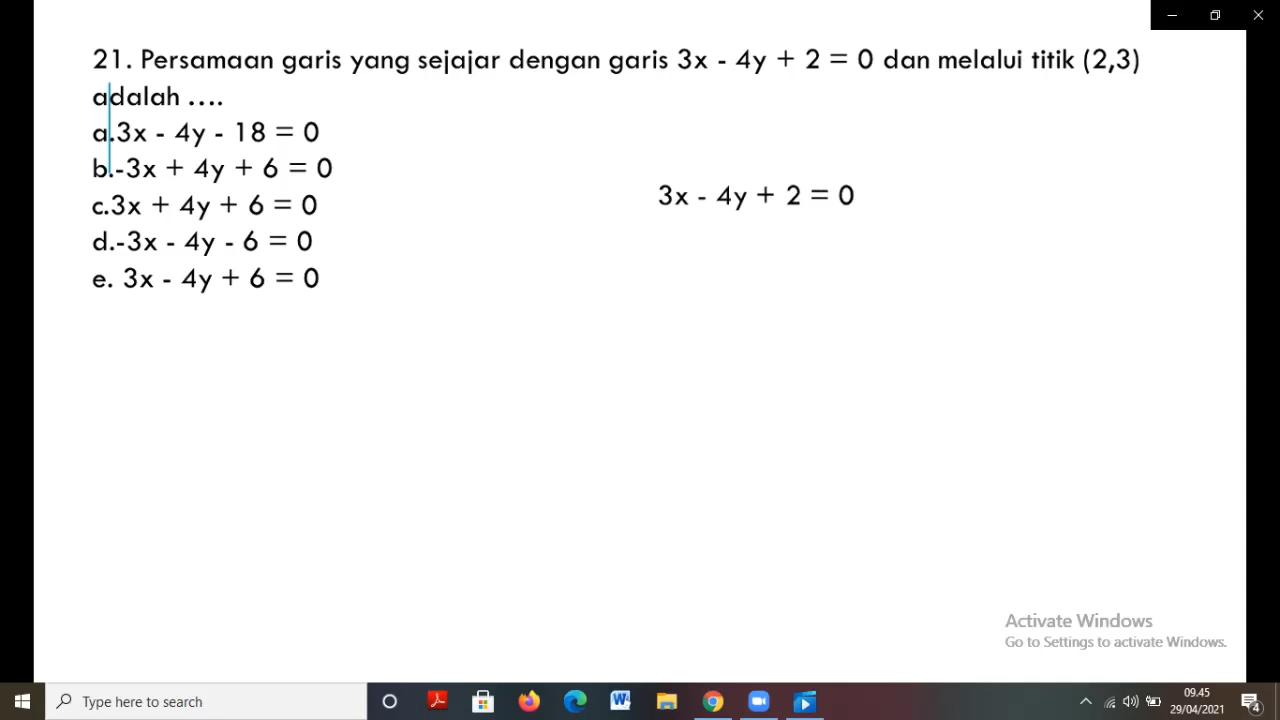 21. Persamaan garis yang sejajar dengan garis 3x - 4y + 2 = 0 dan melalui titik (2,3)
adalah ....
a.3x - 4y - 18 = 0
b.-3x + 4y + 6 = 0
c.3x + 4y + 6 = 0
d.-3x - 4y - 6 = 0
e. 3x - 4y + 6 = 0
3x - 4y + 2 = 0
Activate Windows
Go to Settings to activate Windows.
Type here to search
09.45
29/04/2021
4